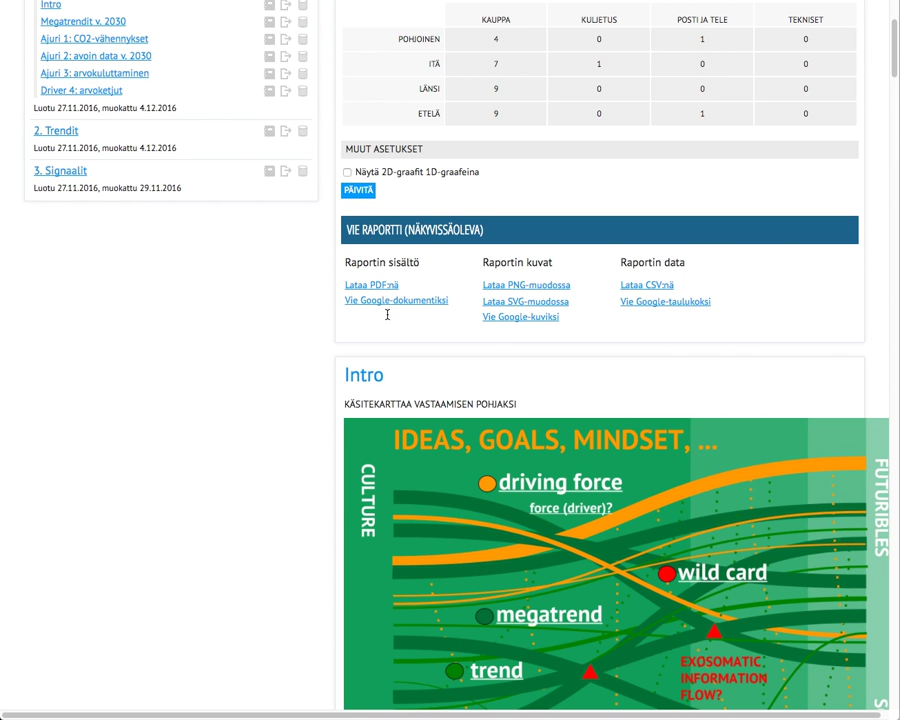 Intro
Megatrendit v. 2030
Ajuri 1: CO2-vähennykset
Ajuri 2: avoin data v. 2030
Ajuri 3: arvokuluttaminen
Driver 4: arvoketjut
Luotu 27.11.2016, muokattu 4.12.2016
2. Trendit
Luotu 27.11.2016, muokattu 4.12.2016
3. Signaalit
Luotu 27.11.2016, muokattu 29.11.2016
KAUPPA KULJETUS POSTI JA TELE TEKNISET
POHJOINEN 4 0 1 0
ITÄ 7 1 0 0
LÄNSI 9 0 0 0
ETELÄ 9 0 1 0
MUUT ASETUKSET
Näytä 2D-graafit 1D-graafeina
PÄIVITÄ
VIE RAPORTTI (NÄKYVISSÄOLEVA)
Raportin sisältö Raportin kuvat Raportin data
Lataa PDF:nä Lataa PNG-muodossa Lataa CSV:nä
Vie Google-dokumentiksi Lataa SVG-muodossa Vie Google-taulukoksi
Vie Google-kuviksi
Intro
KÄSITEKARTTAA VASTAAMISEN POHJAKSI
IDEAS, GOALS, MINDSET, ...
CULTURE
FUTURIBLES
driving force
force (driver)?
wild card
megatrend
trend
EXOSOMATIC
INFORMATION
FLOW?
S